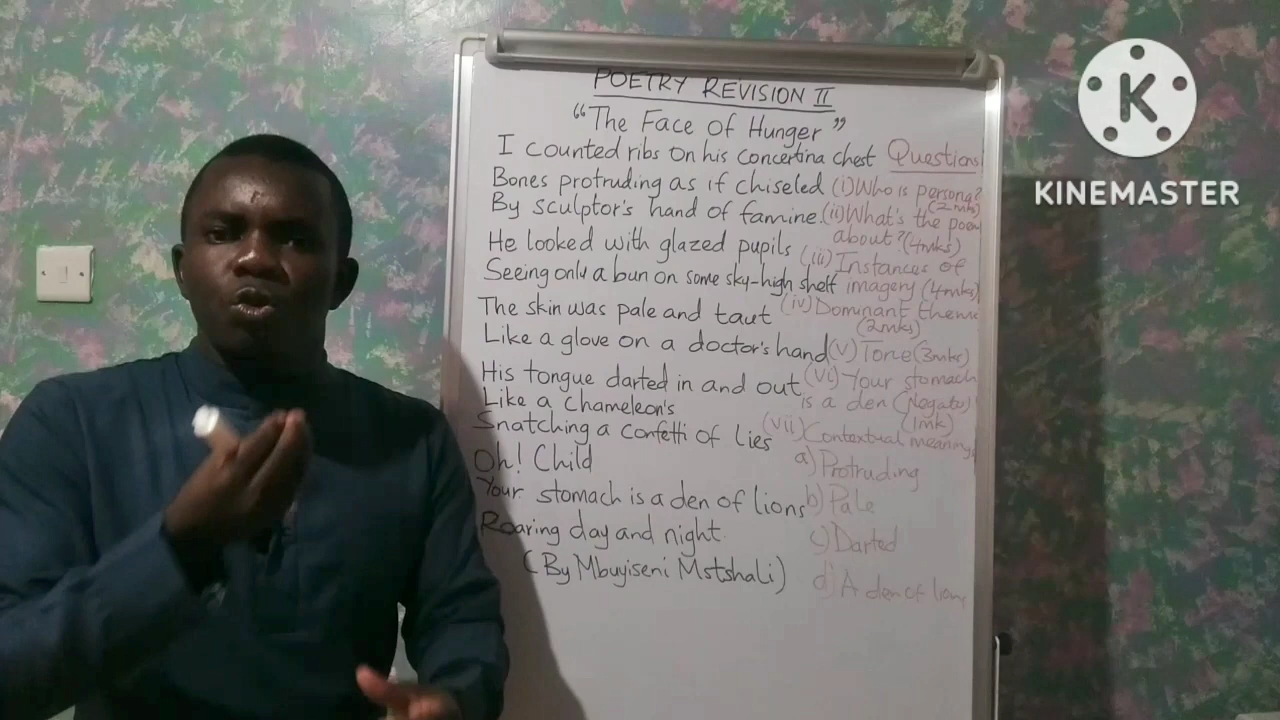 POETRY REVISION II
"The Face Of Hunger"
I counted ribs on his concertina chest
Bones protruding as if chiseled
By sculptor's hand of famine.
He looked with glazed pupils
Seeing only a bun on some sky-high shelf
The skin was pale and taut
Like a glove on a doctor's hand
His tongue darted in and out
Like a chameleon's
Snatching a confetti of lies
Oh! Child
Your stomach is a den of lions
Roaring day and night.
(By Mbuyiseni Mstshali)
Questions
(i) Who is persona?
(2mks)
(ii) What's the poem
about? (4mks)
(iii) Instances of
imagery (4mks)
(iv) Dominant theme
(2mks)
(v) Tone (3mks)
(vi) Your stomach
is a den (Negate)
(1mk)
(vii) Contextual meaning
a) Protruding
b) Pale
c) Darted
d) A den of lions
K
KINEMASTER